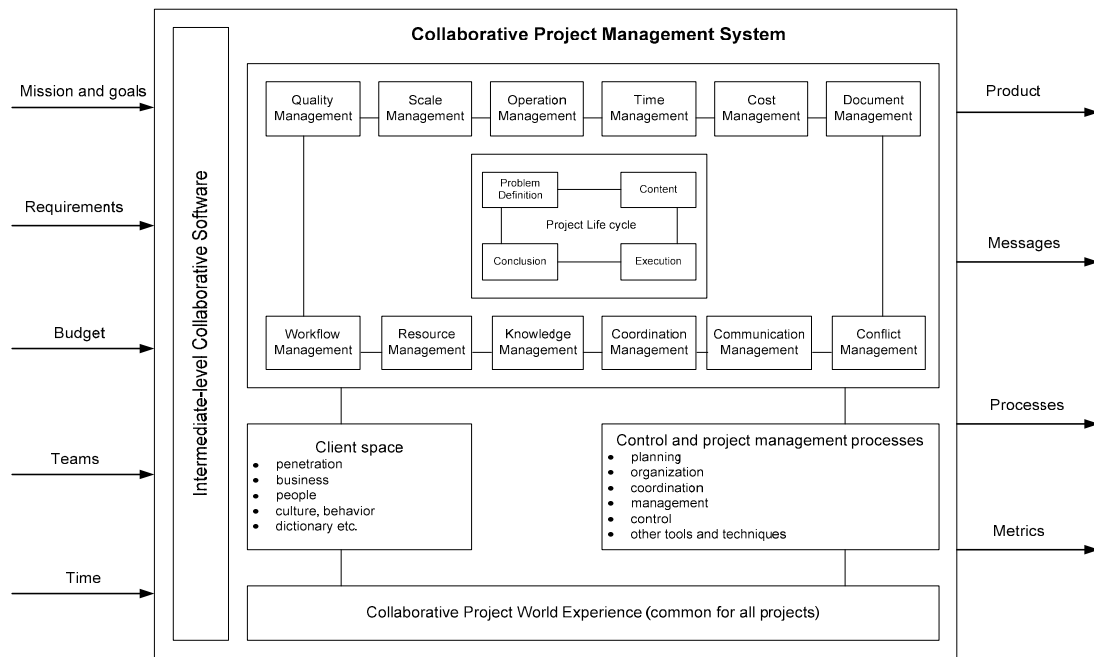 Collaborative Project Management System
Mission and goals
Requirements
Budget
Teams
Time
Intermediate-level Collaborative Software
Quality
Management
Scale
Management
Operation
Management
Time
Management
Cost
Management
Document
Management
Problem
Definition
Content
Project Life cycle
Conclusion
Execution
Workflow
Management
Resource
Management
Knowledge
Management
Coordination
Management
Communication
Management
Conflict
Management
Client space
• penetration
• business
• people
• culture, behavior
• dictionary etc.
Control and project management processes
• planning
• organization
• coordination
• management
• control
• other tools and techniques
Collaborative Project World Experience (common for all projects)
Product
Messages
Processes
Metrics